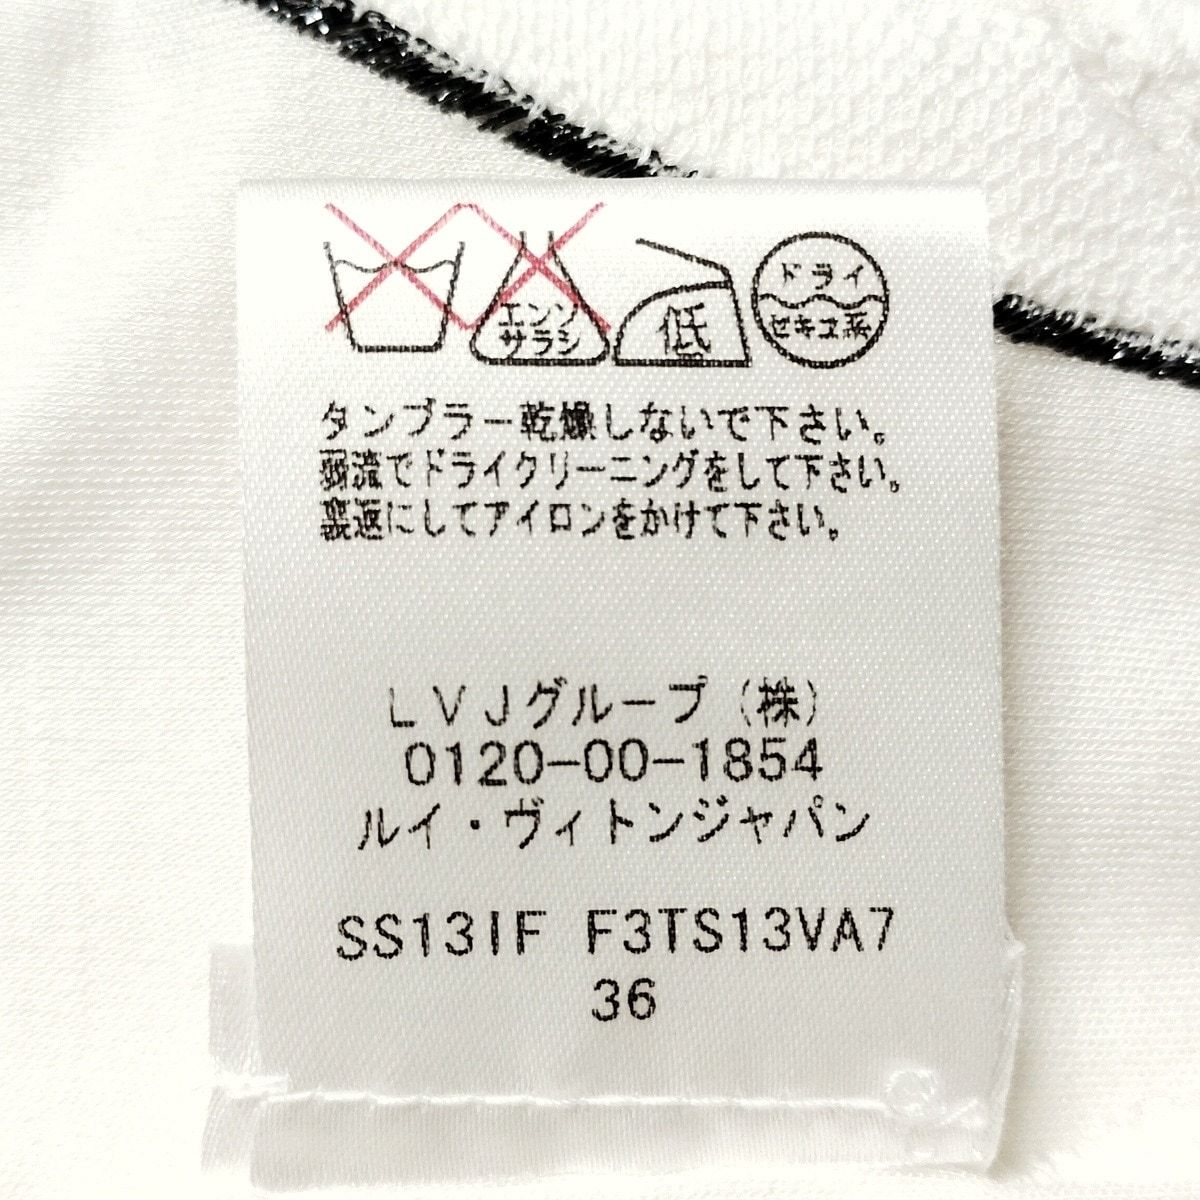 エンソ
サラシ
低
ドライ
セキユ系
タンブラー乾燥しないで下さい。
弱流でドライクリーニングをして下さい。
裏返にしてアイロンをかけて下さい。
LVJグループ(株)
0120-00-1854
ルイ・ヴィトンジャパン
SS13IF F3TS13VA7
36